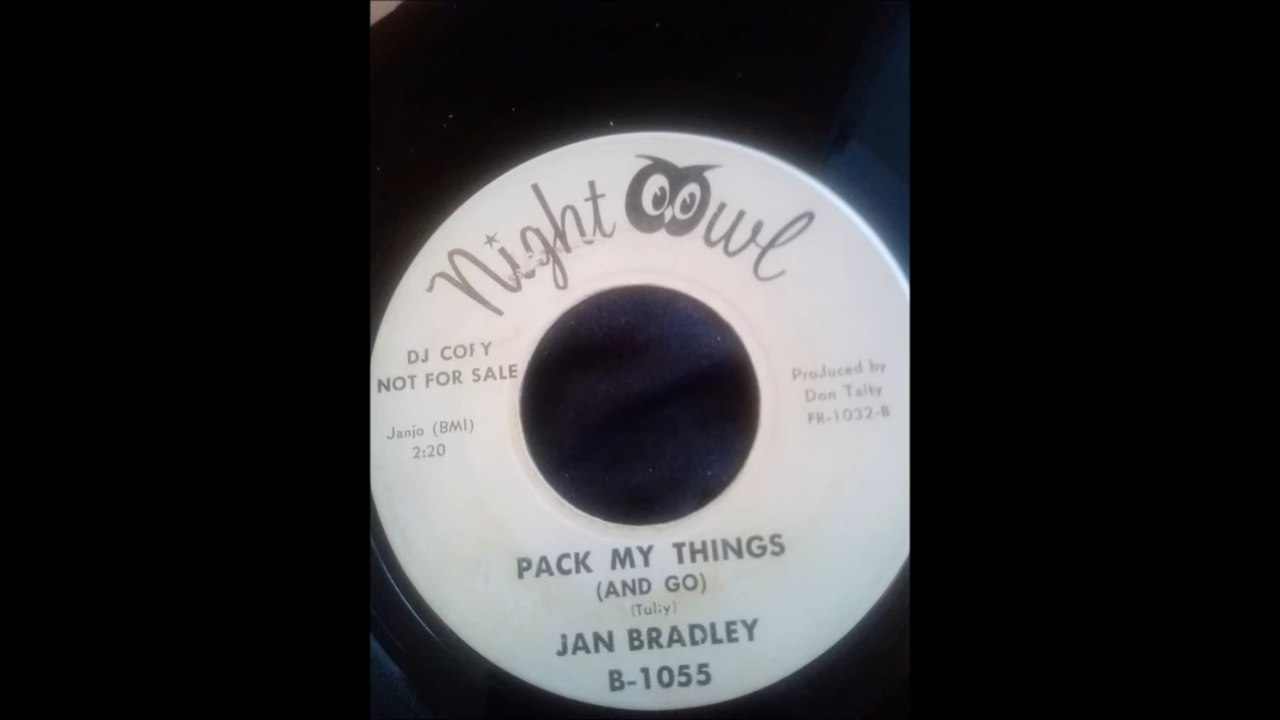 Night Owl
DJ COPY
NOT FOR SALE
Janjo (BMI)
2:20
Produced by
Don Talty
FR-1032-B
PACK MY THINGS
(AND GO)
(Talty)
JAN BRADLEY
B-1055